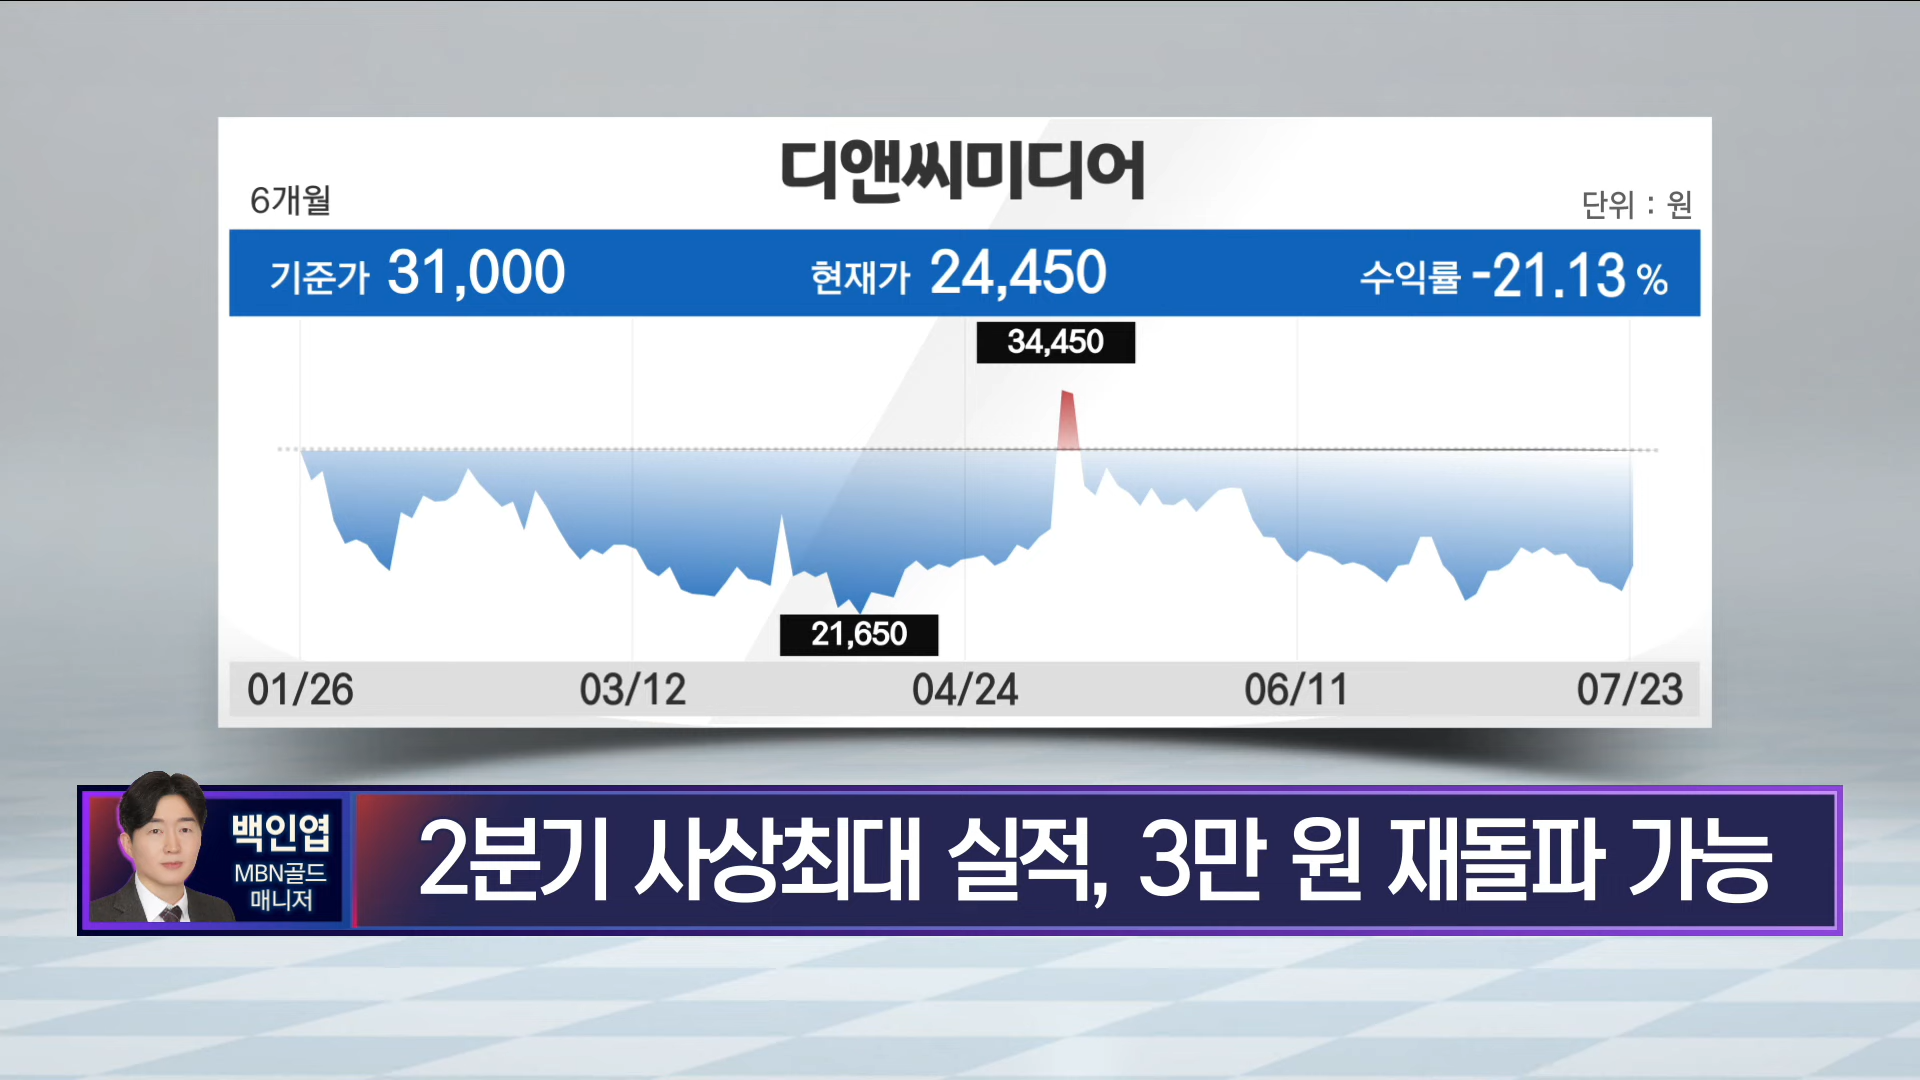 디앤씨미디어
6개월
단위 : 원
기준가 31,000 현재가 24,450 수익률 -21.13 %
34,450
21,650
01/26 03/12 04/24 06/11 07/23
백인엽
MBN골드
매니저
2분기 사상최대 실적, 3만 원 재돌파 가능